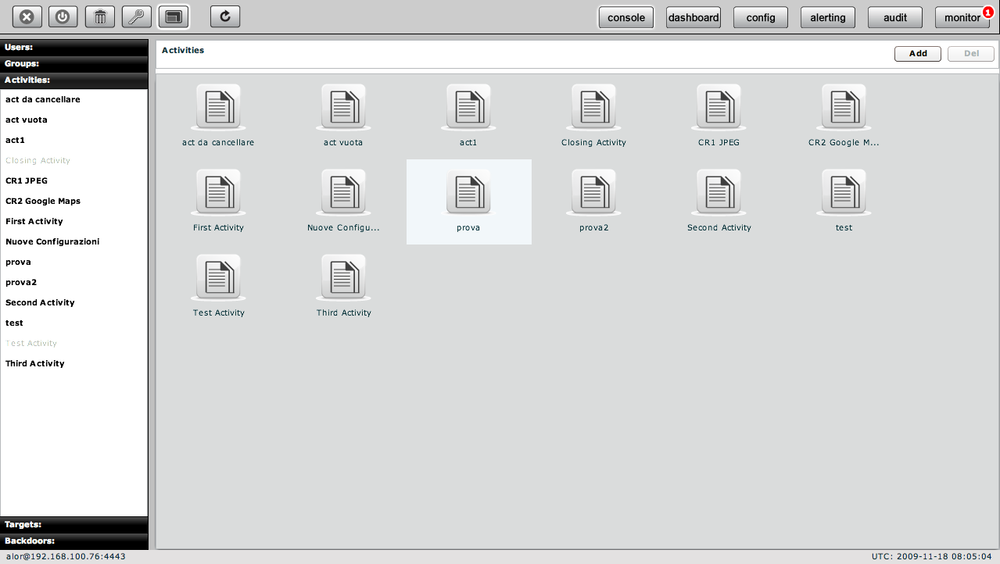 console dashboard config alerting audit monitor 1
Users:
Groups:
Activities:
act da cancellare
act vuota
act1
Closing Activity
CR1 JPEG
CR2 Google Maps
First Activity
Nuove Configurazioni
prova
prova2
Second Activity
test
Test Activity
Third Activity
Targets:
Backdoors:
Activities
Add Del
act da cancellare act vuota act1 Closing Activity CR1 JPEG CR2 Google M...
First Activity Nuove Configu... prova prova2 Second Activity test
Test Activity Third Activity
alor@192.168.100.76:4443 UTC: 2009-11-18 08:05:04